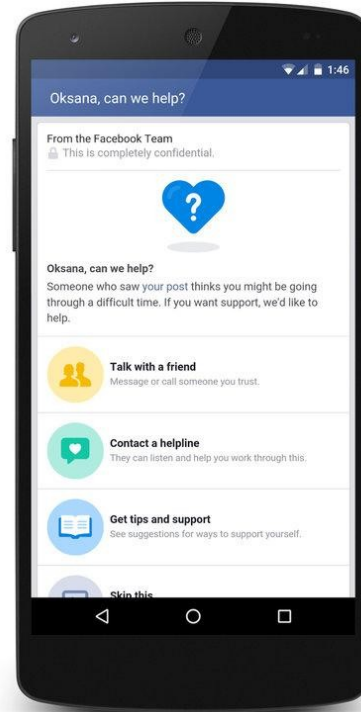 1:46
Oksana, can we help?
From the Facebook Team
This is completely confidential.
?
Oksana, can we help?
Someone who saw your post thinks you might be going
through a difficult time. If you want support, we'd like to
help.
Talk with a friend
Message or call someone you trust.
Contact a helpline
They can listen and help you work through this.
Get tips and support
See suggestions for ways to support yourself.
Skip this